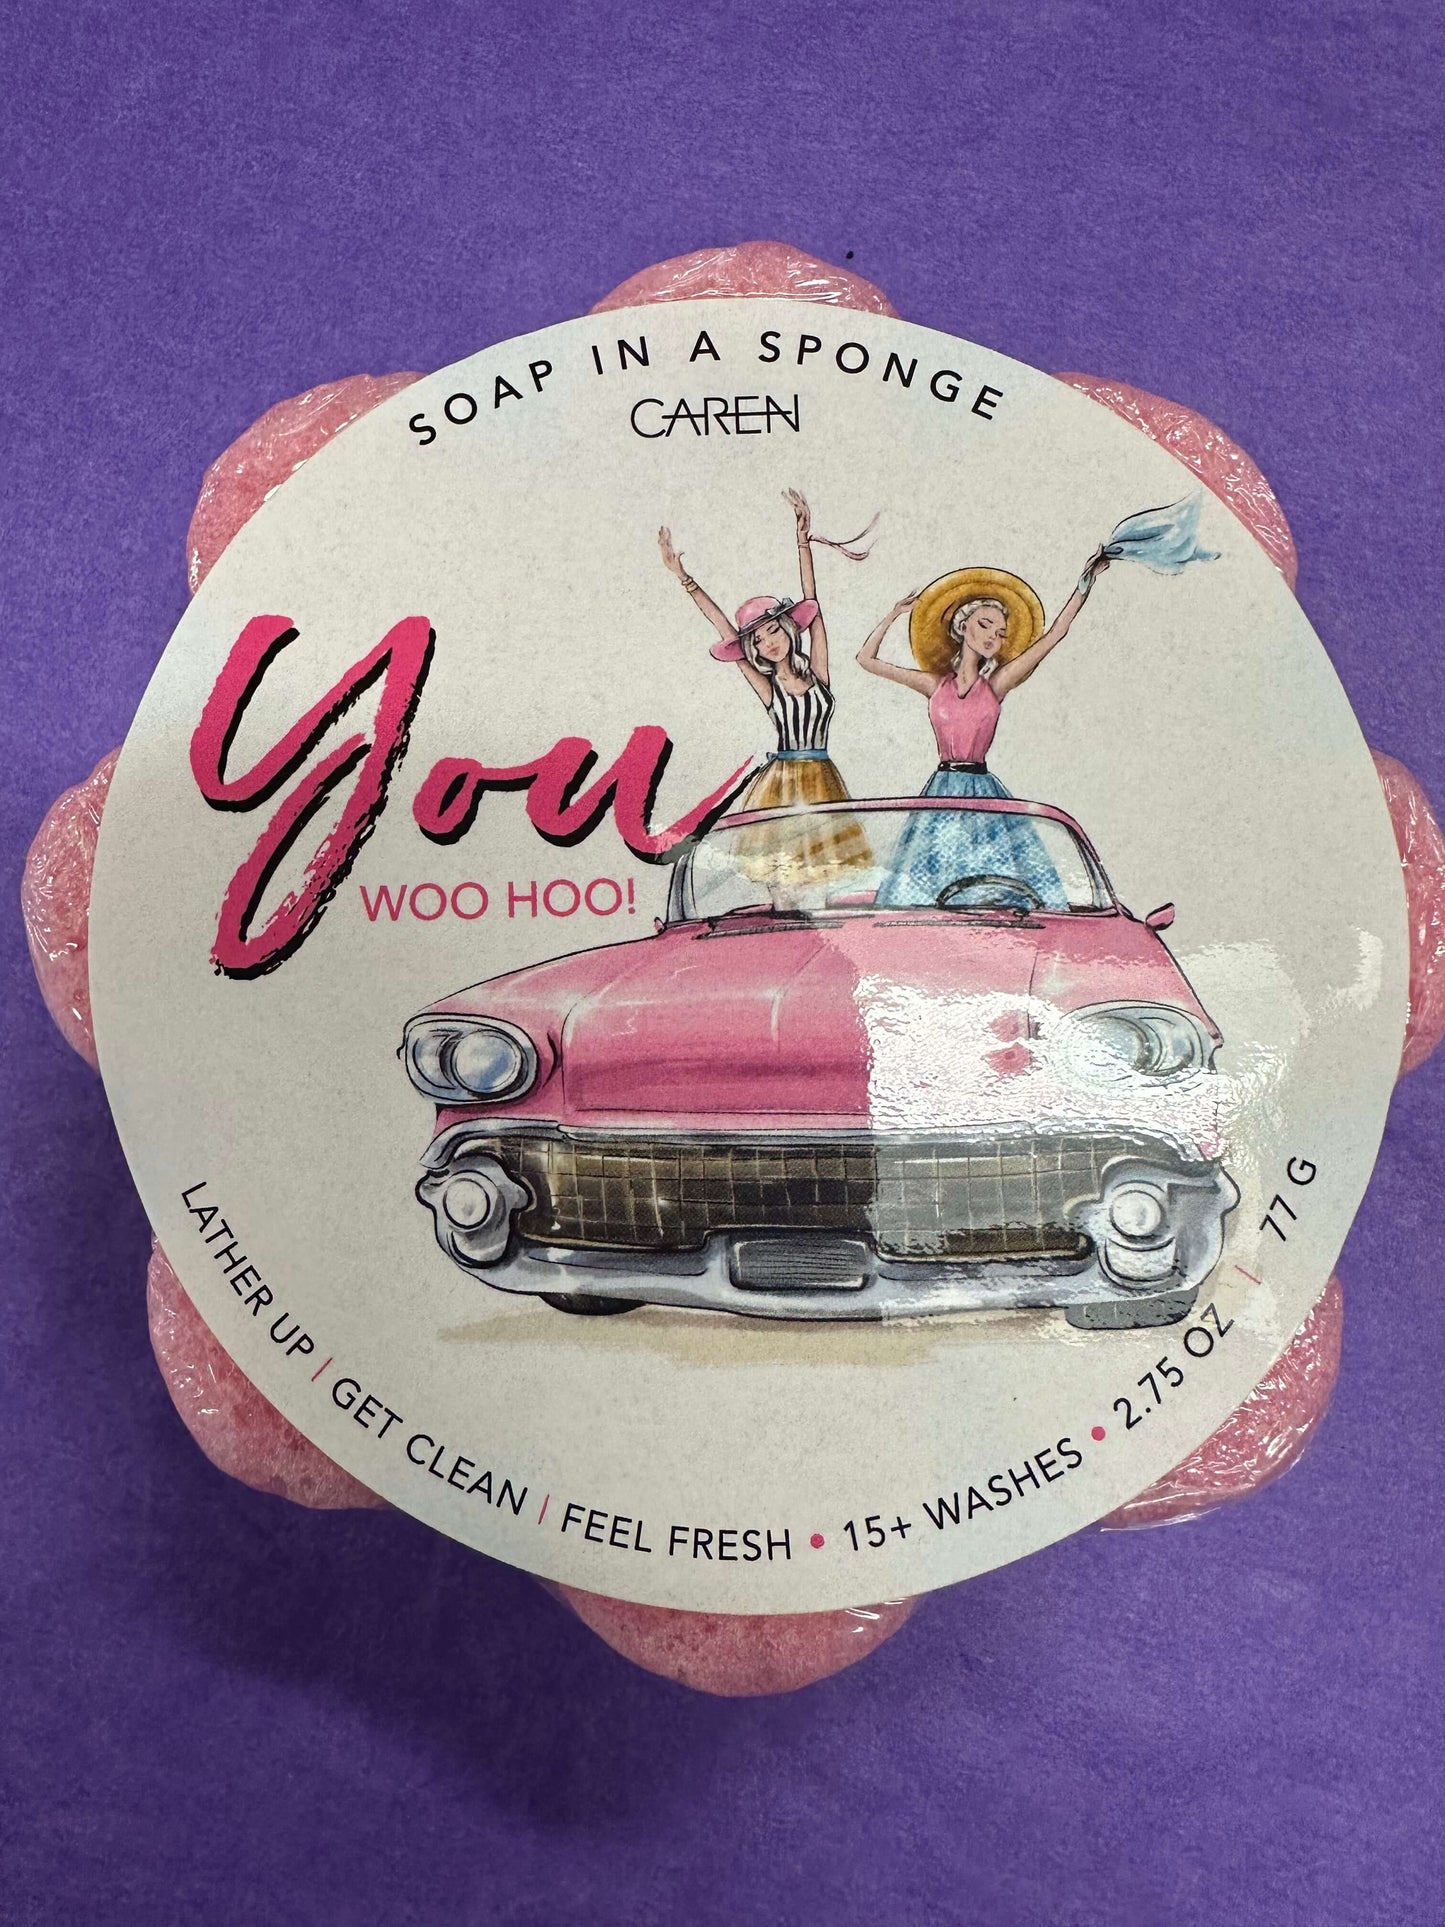 SOAP IN A SPONGE
CAREN
You
WOO HOO!
LATHER UP | GET CLEAN | FEEL FRESH • 15+ WASHES • 2.75 OZ | 77 G